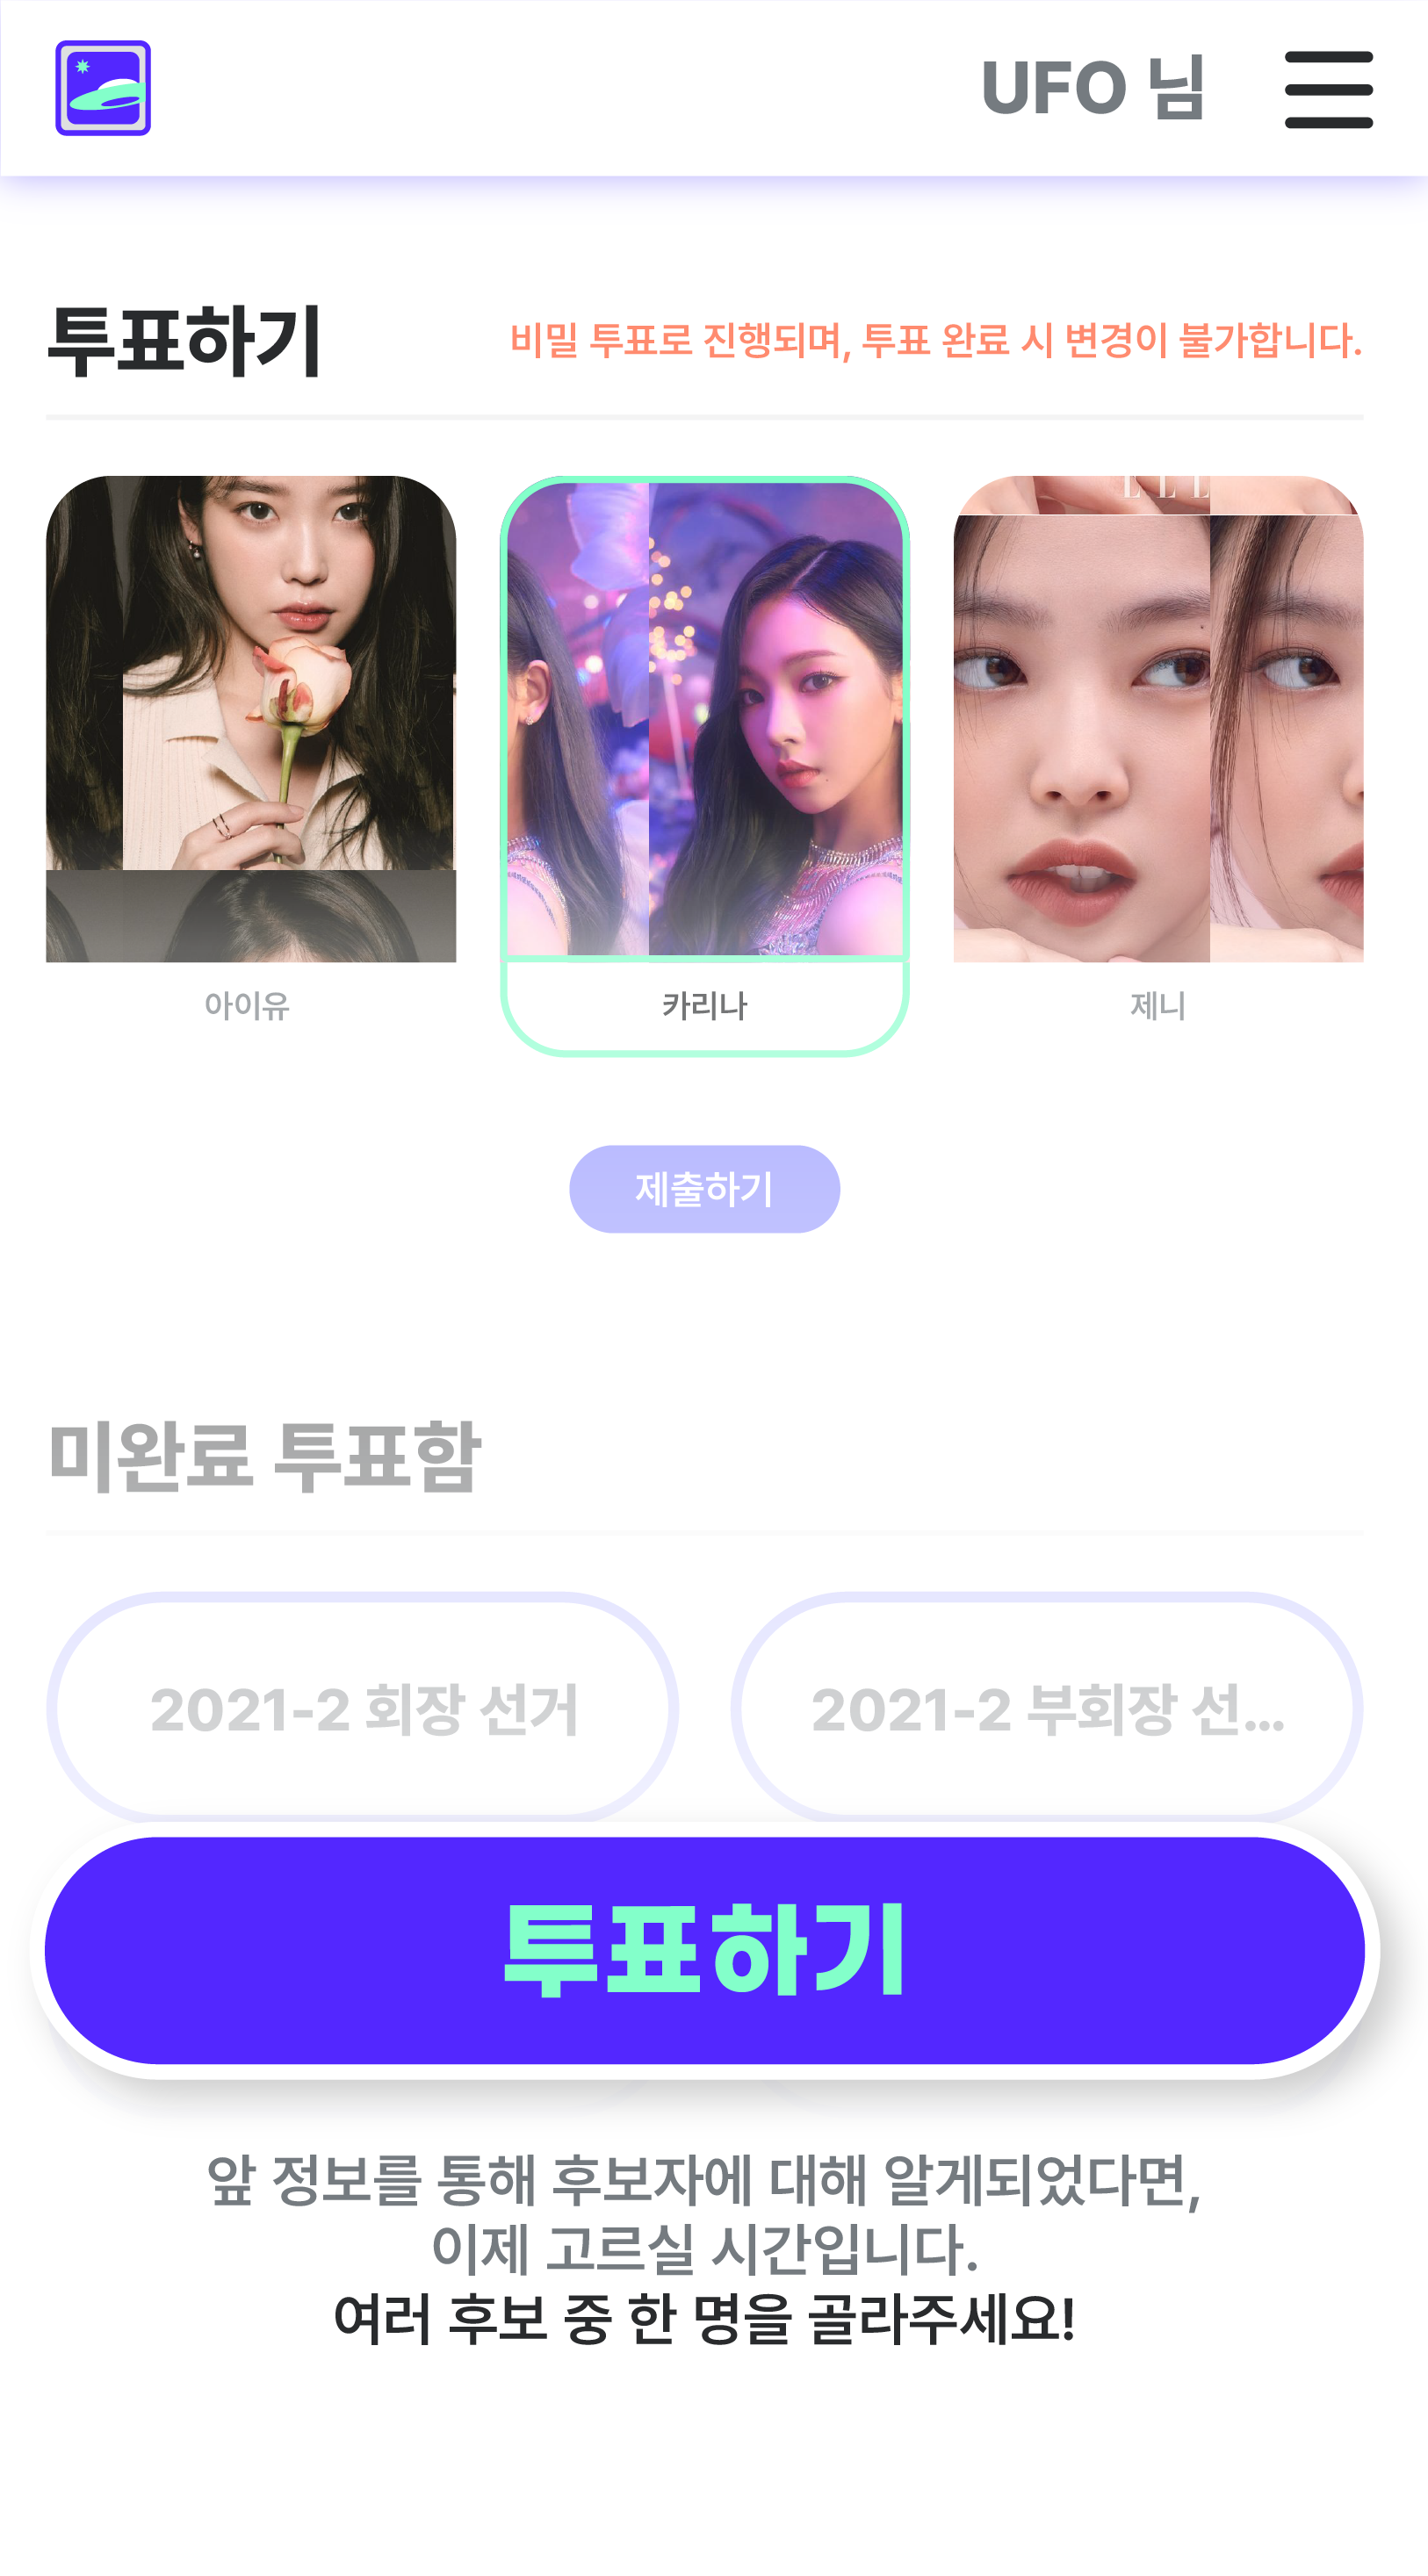 UFO 님
투표하기
비밀 투표로 진행되며, 투표 완료 시 변경이 불가합니다.
아이유
카리나
제니
제출하기
미완료 투표함
2021-2 회장 선거
2021-2 부회장 선...
투표하기
앞 정보를 통해 후보자에 대해 알게되었다면,
이제 고르실 시간입니다.
여러 후보 중 한 명을 골라주세요!